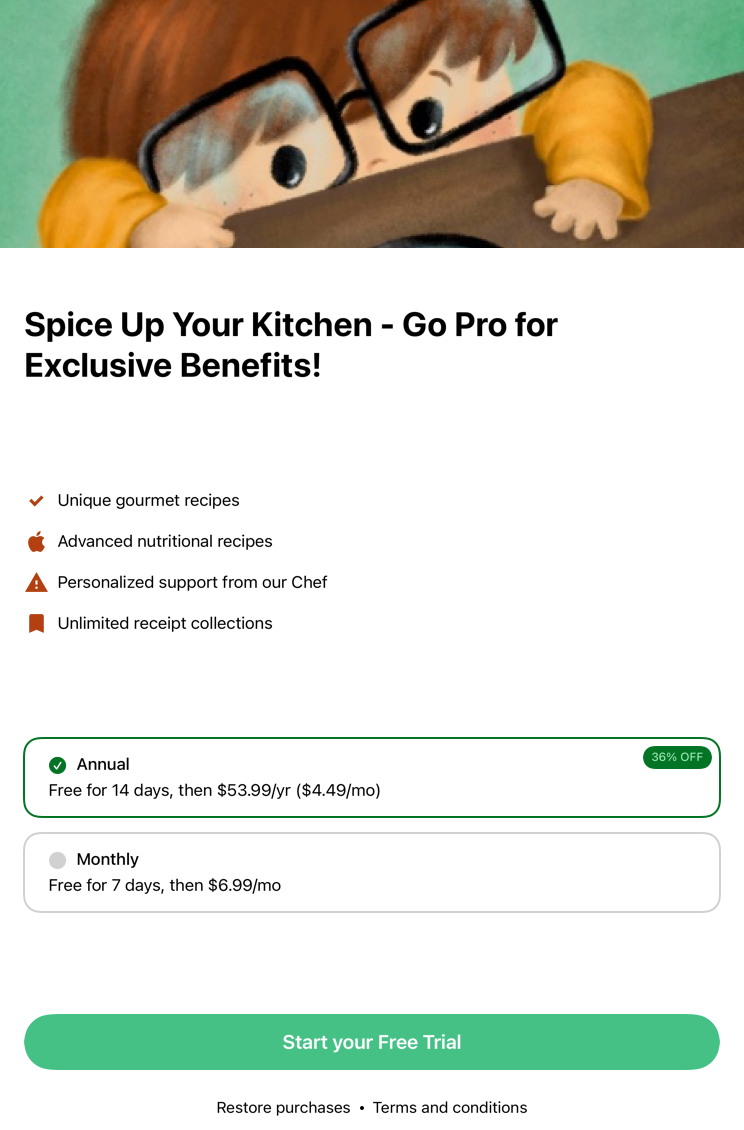 Spice Up Your Kitchen - Go Pro for
Exclusive Benefits!
Unique gourmet recipes
Advanced nutritional recipes
Personalized support from our Chef
Unlimited receipt collections
Annual
36% OFF
Free for 14 days, then $53.99/yr ($4.49/mo)
Monthly
Free for 7 days, then $6.99/mo
Start your Free Trial
Restore purchases • Terms and conditions